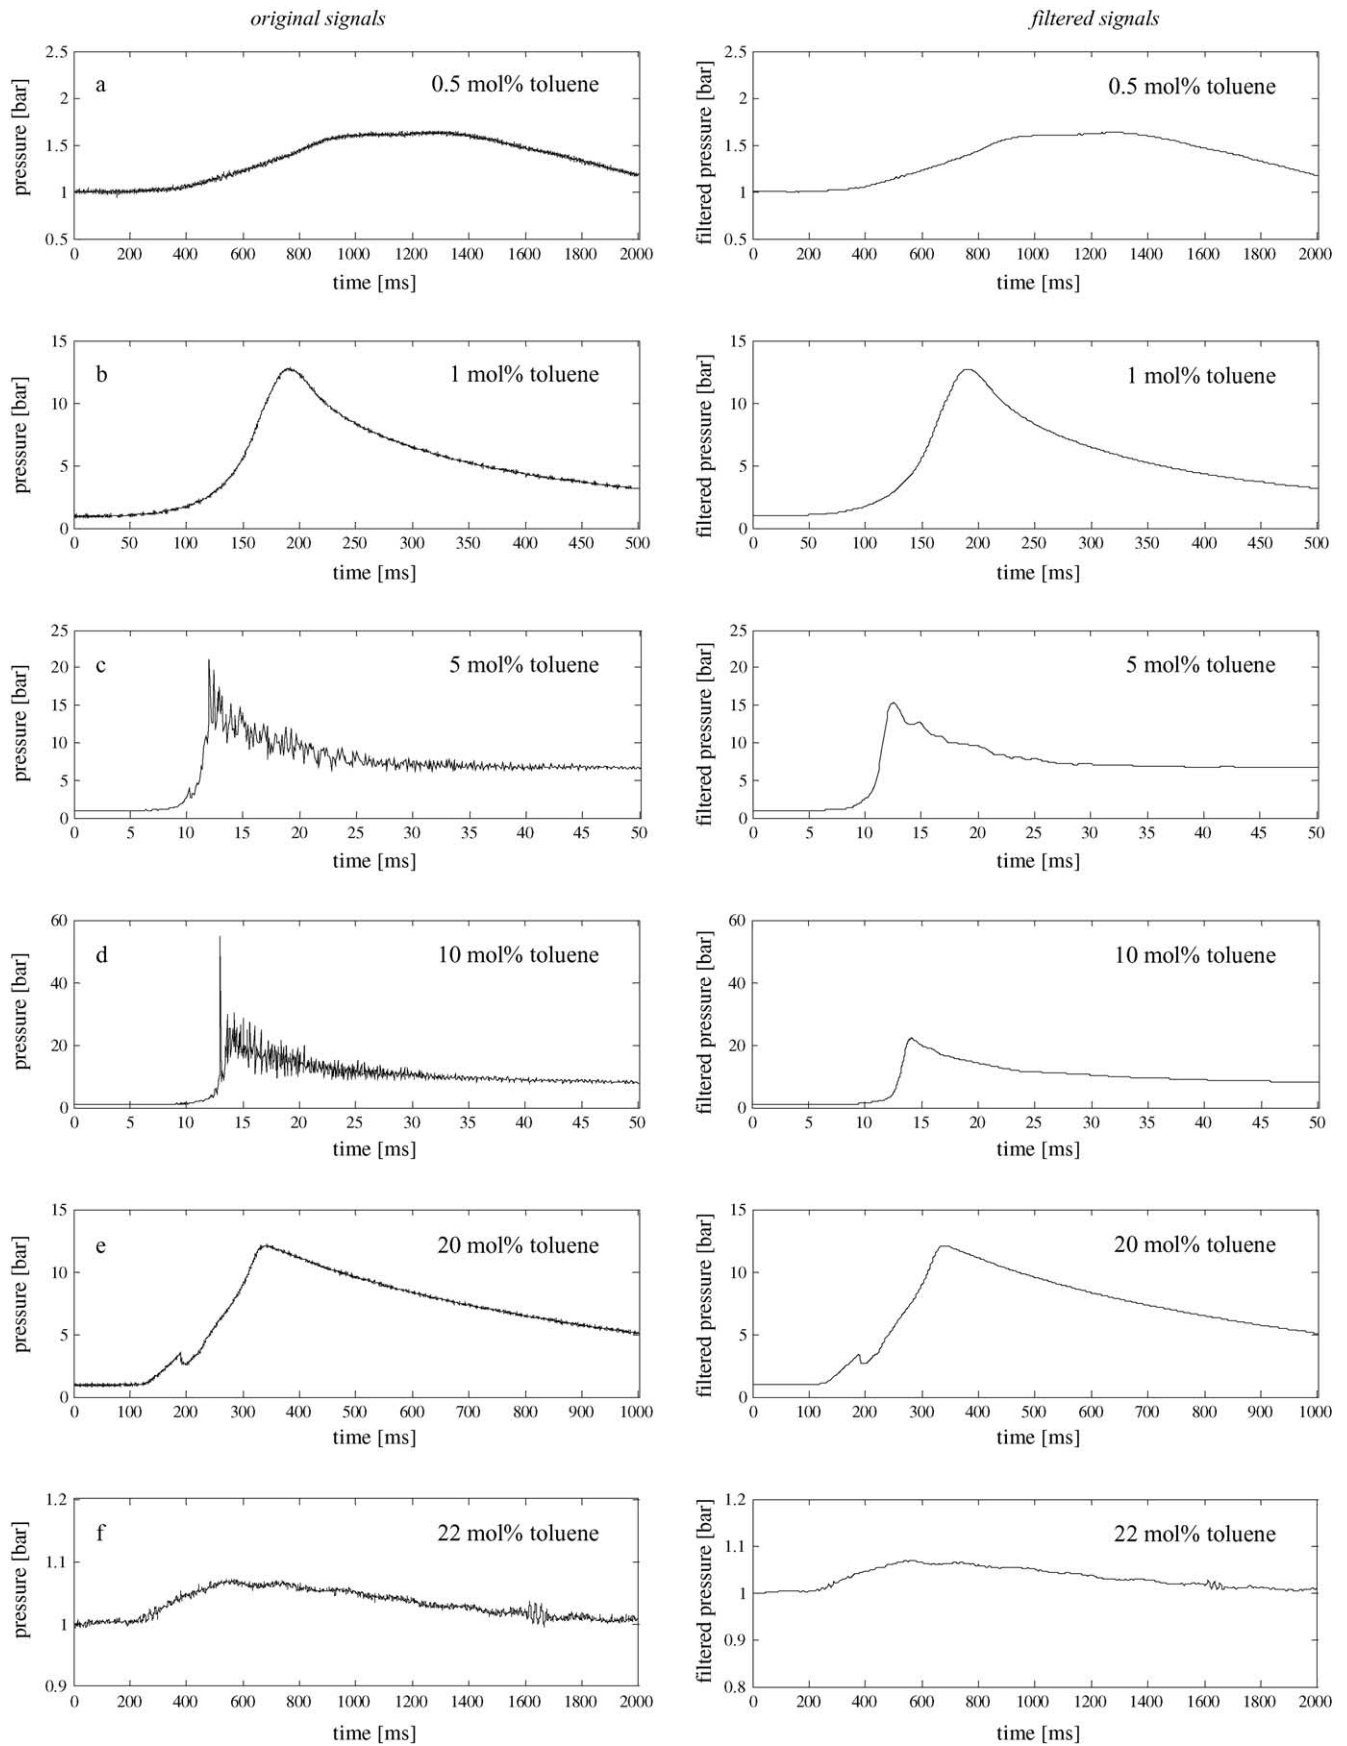 original signals
filtered signals
a
0.5 mol% toluene
pressure [bar]
2.5
2
1.5
1
0.5
0 200 400 600 800 1000 1200 1400 1600 1800 2000
time [ms]
0.5 mol% toluene
filtered pressure [bar]
2.5
2
1.5
1
0.5
0 200 400 600 800 1000 1200 1400 1600 1800 2000
time [ms]
b
1 mol% toluene
pressure [bar]
15
10
5
0
0 50 100 150 200 250 300 350 400 450 500
time [ms]
1 mol% toluene
filtered pressure [bar]
15
10
5
0
0 50 100 150 200 250 300 350 400 450 500
time [ms]
c
5 mol% toluene
pressure [bar]
25
20
15
10
5
0
0 5 10 15 20 25 30 35 40 45 50
time [ms]
5 mol% toluene
filtered pressure [bar]
25
20
15
10
5
0
0 5 10 15 20 25 30 35 40 45 50
time [ms]
d
10 mol% toluene
pressure [bar]
60
40
20
0
0 5 10 15 20 25 30 35 40 45 50
time [ms]
10 mol% toluene
filtered pressure [bar]
60
40
20
0
0 5 10 15 20 25 30 35 40 45 50
time [ms]
e
20 mol% toluene
pressure [bar]
15
10
5
0
0 100 200 300 400 500 600 700 800 900 1000
time [ms]
20 mol% toluene
filtered pressure [bar]
15
10
5
0
0 100 200 300 400 500 600 700 800 900 1000
time [ms]
f
22 mol% toluene
pressure [bar]
1.2
1.1
1
0.9
0 200 400 600 800 1000 1200 1400 1600 1800 2000
time [ms]
22 mol% toluene
filtered pressure [bar]
1.2
1.1
1
0.9
0.8
0 200 400 600 800 1000 1200 1400 1600 1800 2000
time [ms]